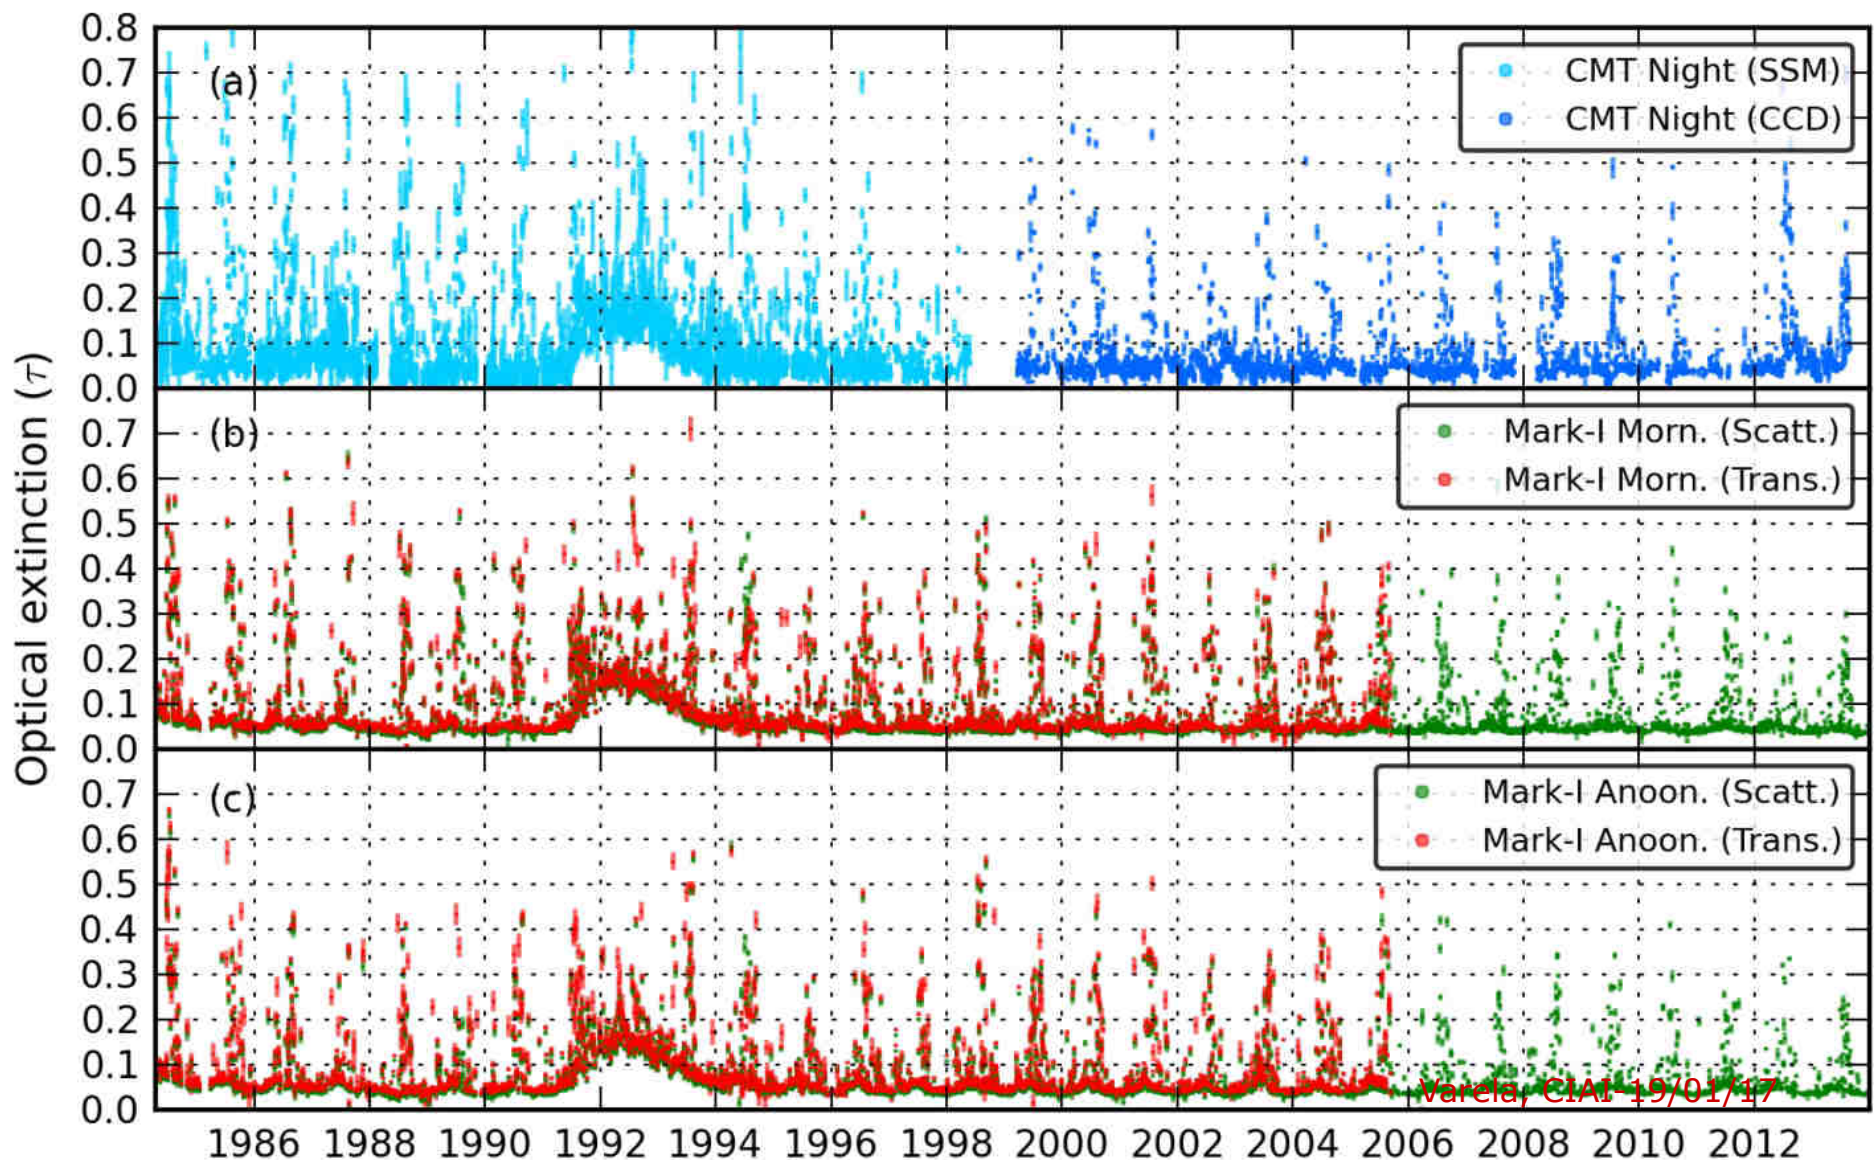 Optical extinction (τ)
0.8
0.7
0.6
0.5
0.4
0.3
0.2
0.1
0.0
(a)
CMT Night (SSM)
CMT Night (CCD)
0.7
0.6
0.5
0.4
0.3
0.2
0.1
0.0
(b)
Mark-I Morn. (Scatt.)
Mark-I Morn. (Trans.)
0.7
0.6
0.5
0.4
0.3
0.2
0.1
0.0
(c)
Mark-I Anoon. (Scatt.)
Mark-I Anoon. (Trans.)
Varela, CIAI-19/01/17
1986 1988 1990 1992 1994 1996 1998 2000 2002 2004 2006 2008 2010 2012